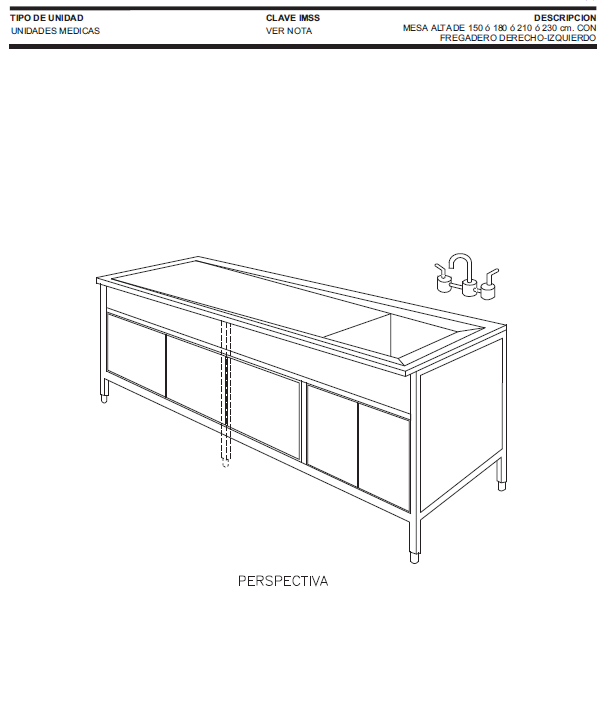 TIPO DE UNIDAD
CLAVE IMSS
DESCRIPCION
UNIDADES MEDICAS
VER NOTA
MESA ALTA DE 150 ó 180 ó 210 ó 230 cm. CON
FREGADERO DERECHO-IZQUIERDO
PERSPECTIVA